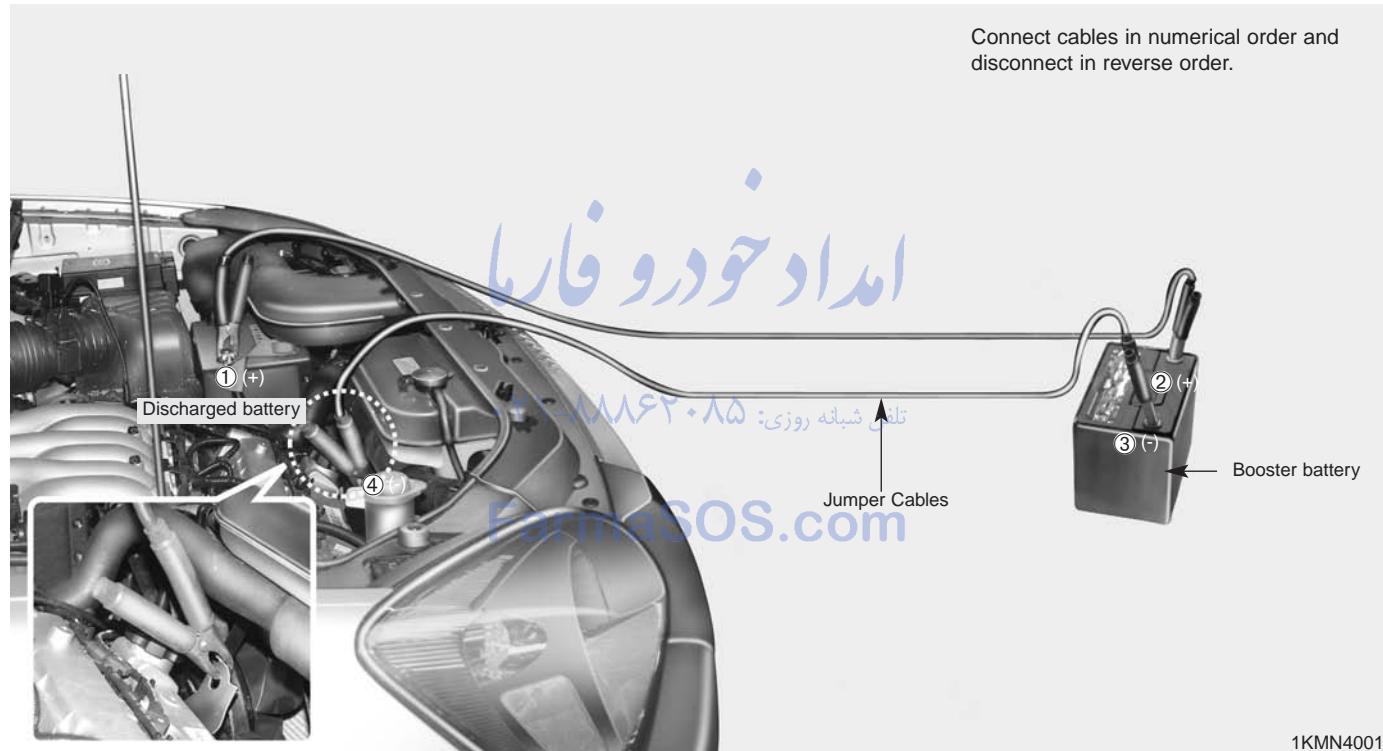 Connect cables in numerical order and
disconnect in reverse order.
امداد خودرو فارما
① (+)
Discharged battery
② (+)
تلفن شبانه روزی: ۸۸۸۶۲۰۸۵-۰۲۱
③ (-)
Booster battery
④ (-)
Jumper Cables
FarmaSOS.com
1KMN4001